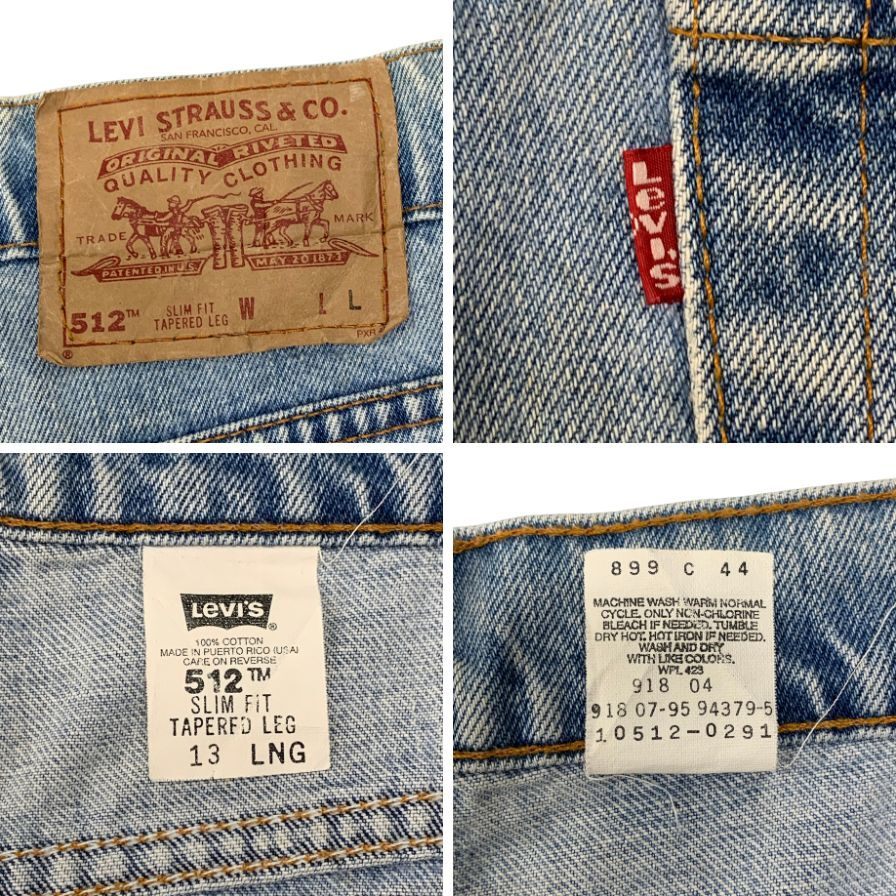 LEVI STRAUSS & CO.
SAN FRANCISCO, CAL.
ORIGINAL RIVETED
QUALITY CLOTHING
TRADE MARK
PATENTED IN U.S. MAY 20 1873
512™ SLIM FIT W L L
TAPERED LEG
PXR
®
LEVI'S
LEVI'S ®
100% COTTON
MADE IN PUERTO RICO (USA)
CARE ON REVERSE
512™
SLIM FIT
TAPERED LEG
13 LNG
899 C 44
MACHINE WASH WARM NORMAL
CYCLE. ONLY NON-CHLORINE
BLEACH IF NEEDED. TUMBLE
DRY HOT. HOT IRON IF NEEDED.
WASH AND DRY
WITH LIKE COLORS.
WPL 423
918 04
918 07-95 94379-5
10512-0291